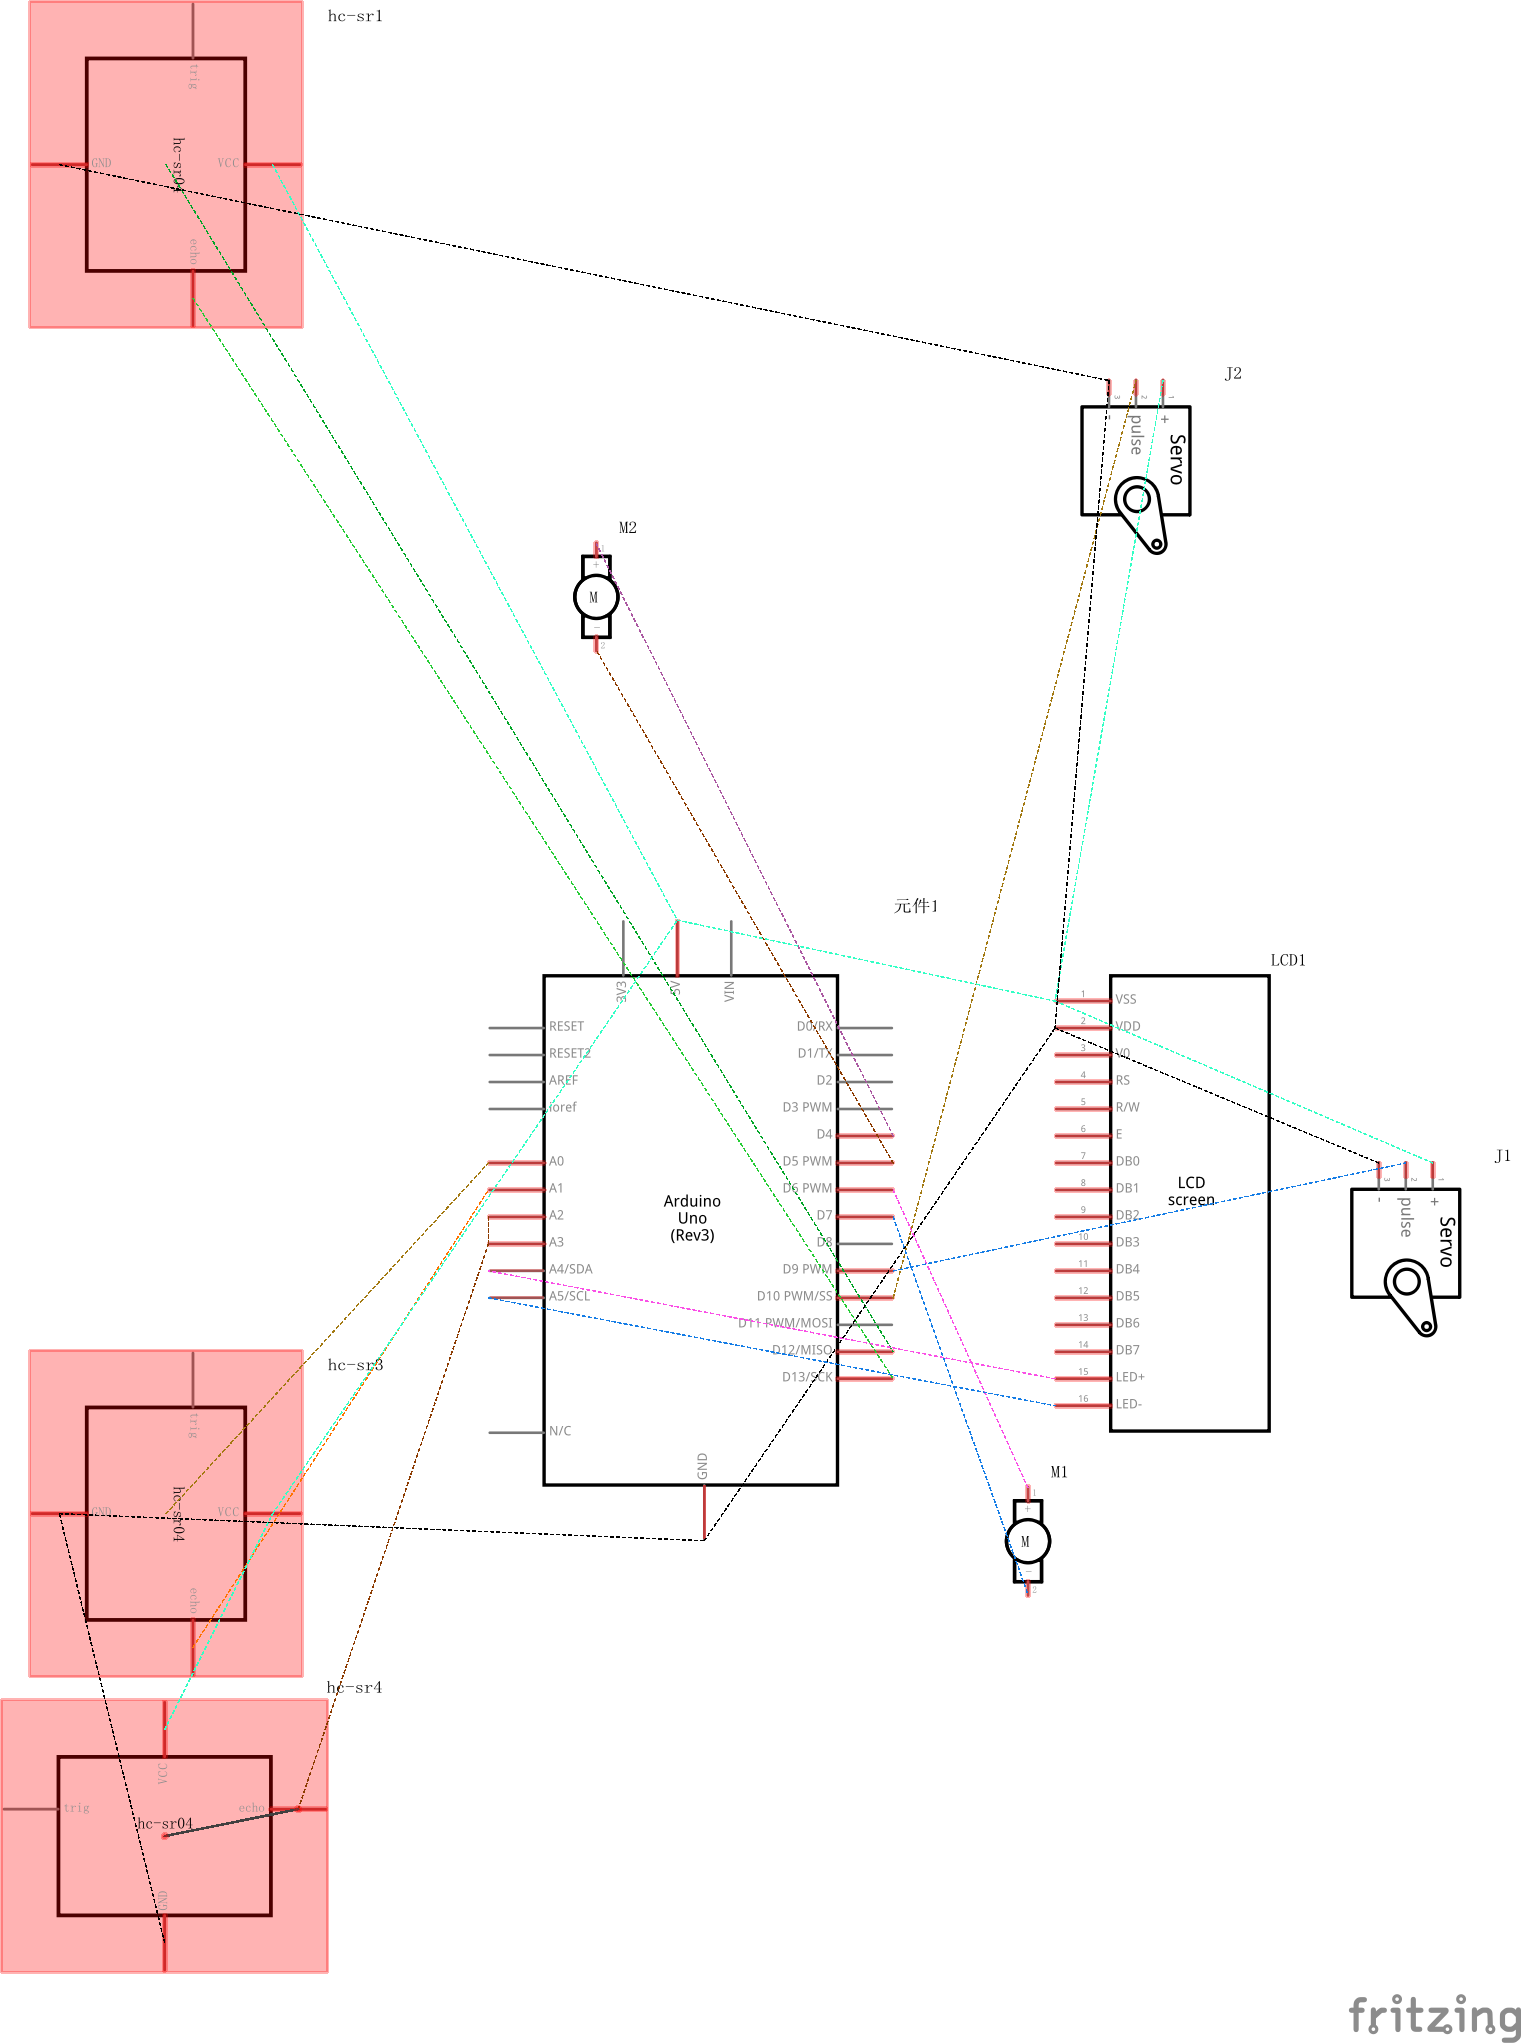 hc-sr1
trig
hc-sr04
GND
VCC
echo
J2
3
2
1
-
pulse
+
Servo
M2
1
+
M
-
2
元件1
LCD1
3V3
5V
VIN
RESET
RESET2
AREF
ioref
A0
A1
A2
A3
A4/SDA
A5/SCL
N/C
GND
D0/RX
D1/TX
D2
D3 PWM
D4
D5 PWM
D6 PWM
D7
D8
D9 PWM
D10 PWM/SS
D11 PWM/MOSI
D12/MISO
D13/SCK
Arduino
Uno
(Rev3)
1 VSS
2 VDD
3 V0
4 RS
5 R/W
6 E
7 DB0
8 DB1
9 DB2
10 DB3
11 DB4
12 DB5
13 DB6
14 DB7
15 LED+
16 LED-
LCD
screen
J1
3
2
1
-
pulse
+
Servo
hc-sr3
trig
hc-sr04
GND
VCC
echo
M1
1
+
M
-
2
hc-sr4
VCC
trig
echo
hc-sr04
GND
fritzing